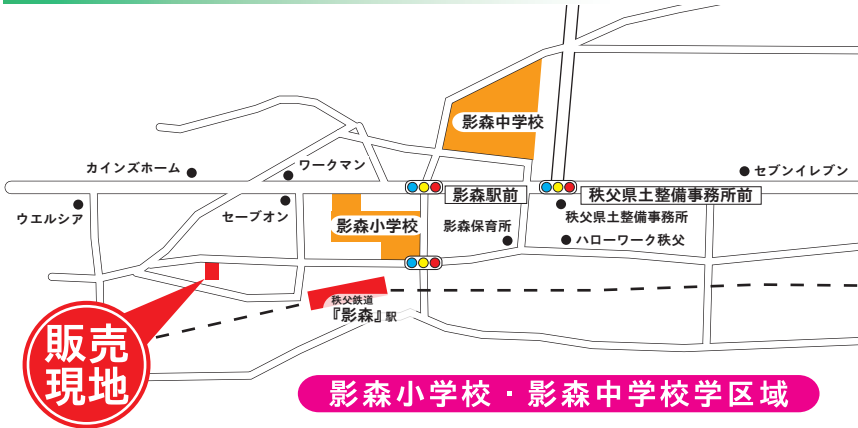 影森中学校
カインズホーム
ワークマン
セブンイレブン
影森駅前
秩父県土整備事務所前
ウエルシア
セーブオン
影森小学校
影森保育所
秩父県土整備事務所
ハローワーク秩父
秩父鉄道
『影森』駅
販売
現地
影森小学校・影森中学校学区域